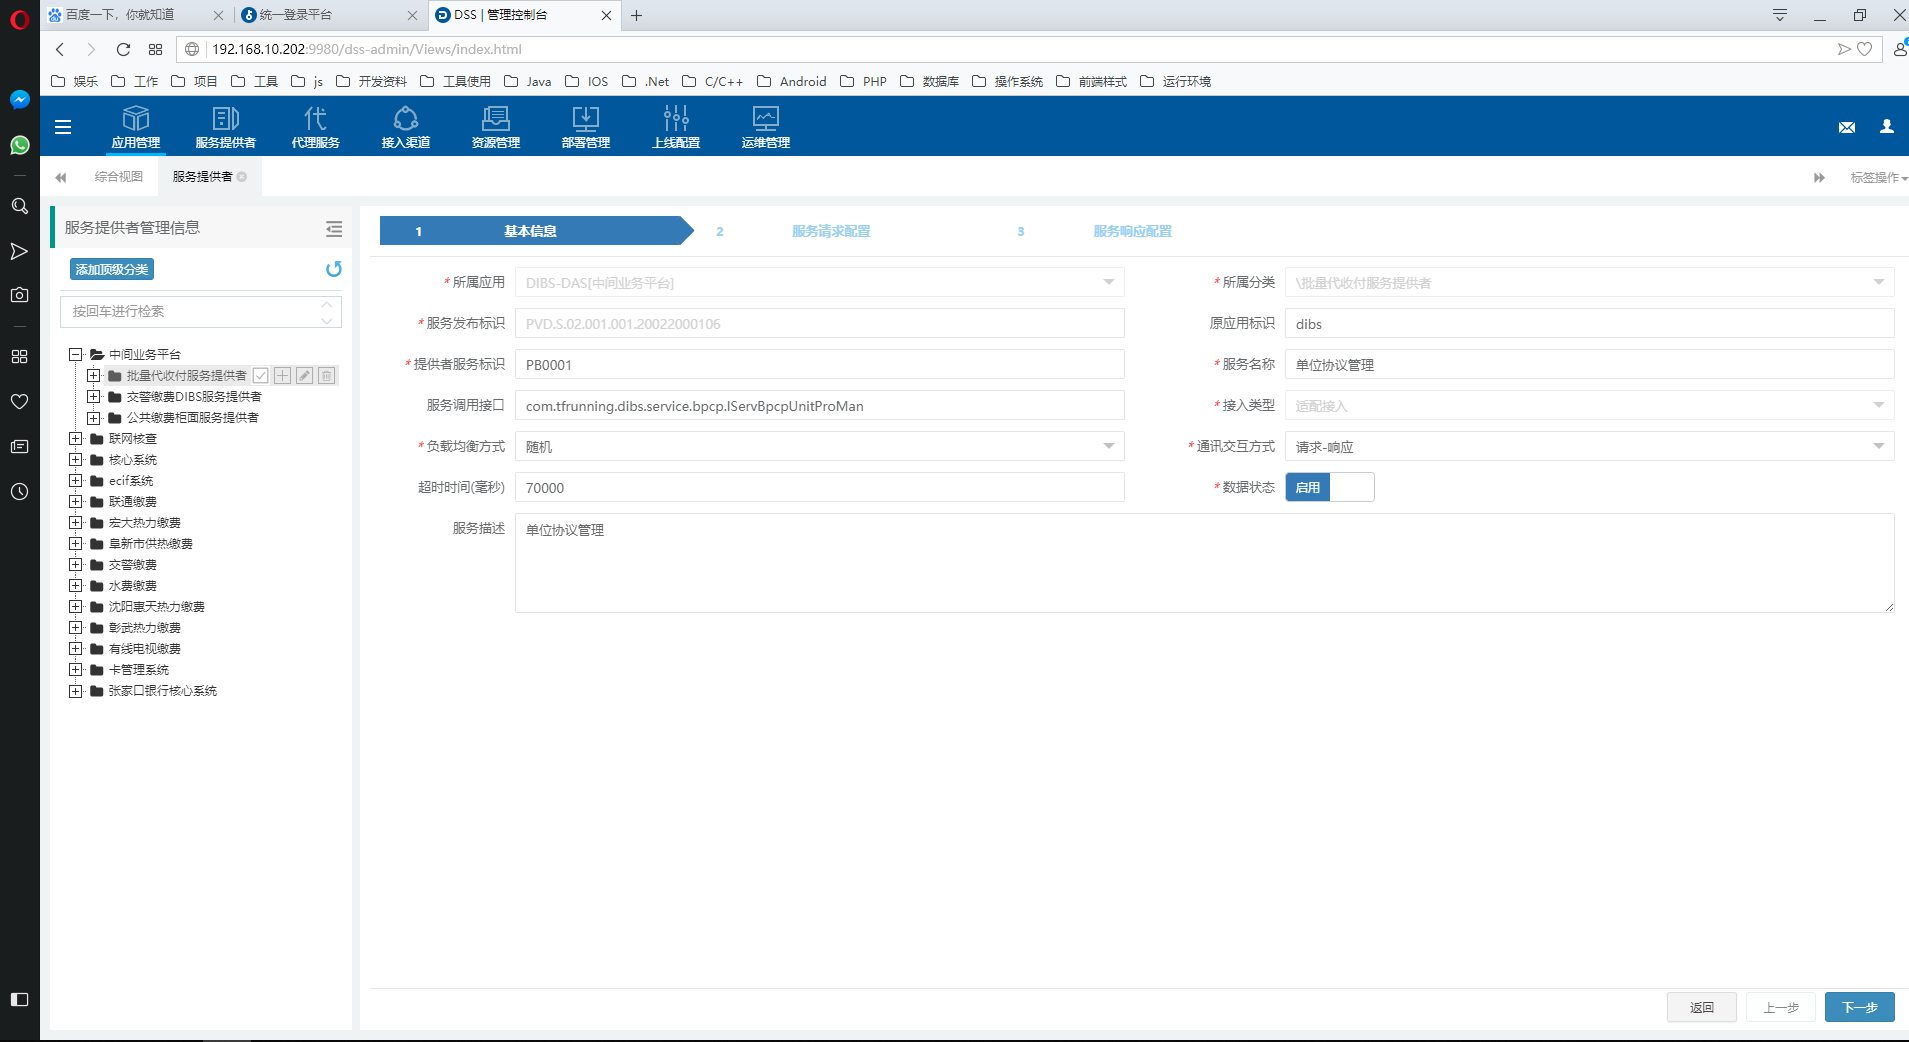 百度一下，你就知道
统一登录平台
DSS | 管理控制台
192.168.10.202:9980/dss-admin/Views/index.html
娱乐 工作 项目 工具 js 开发资料 工具使用 Java IOS .Net C/C++ Android PHP 数据库 操作系统 前端样式 运行环境
应用管理 服务提供者 代理服务 接入渠道 资源管理 部署管理 上线配置 运维管理
综合视图 服务提供者 标签操作
服务提供者管理信息
添加顶级分类
按回车进行检索
中间业务平台
批量代收付服务提供者
交警缴费DIBS服务提供者
公共缴费柜面服务提供者
联网核查
核心系统
ecif系统
联通缴费
宏大热力缴费
阜新市供热缴费
交警缴费
水费缴费
沈阳惠天热力缴费
彰武热力缴费
有线电视缴费
卡管理系统
张家口银行核心系统
1 基本信息 2 服务请求配置 3 服务响应配置
* 所属应用 DIBS-DAS[中间业务平台] * 所属分类 \批量代收付服务提供者
* 服务发布标识 PVD.S.02.001.001.20022000106 原应用标识 dibs
* 提供者服务标识 PB0001 * 服务名称 单位协议管理
服务调用接口 com.tfrunning.dibs.service.bpcp.IServBpcpUnitProMan * 接入类型 适配接入
* 负载均衡方式 随机 * 通讯交互方式 请求-响应
超时时间(毫秒) 70000 * 数据状态 启用
服务描述 单位协议管理
返回 上一步 下一步